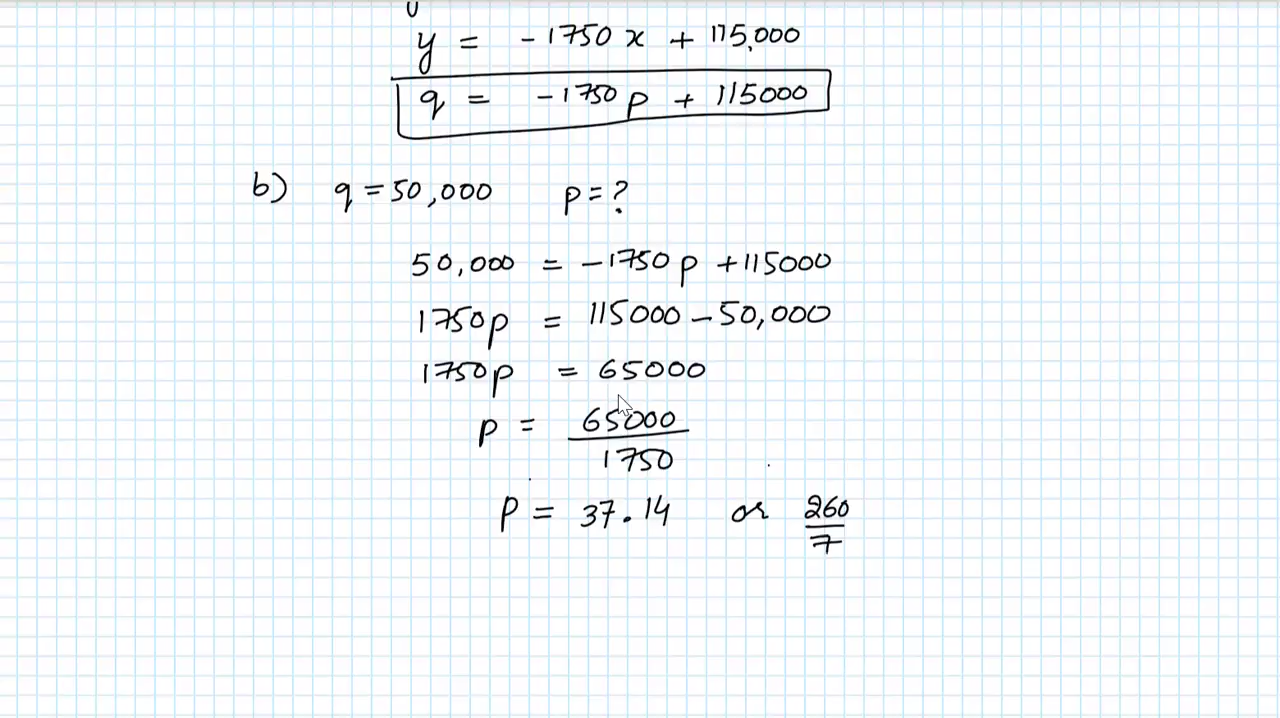 y = -1750 x + 115,000
q = -1750 p + 115000
b) q = 50,000 p = ?
50,000 = -1750 p + 115000
1750p = 115000 - 50,000
1750p = 65000
p = 65000
1750
p = 37.14 or 260
7